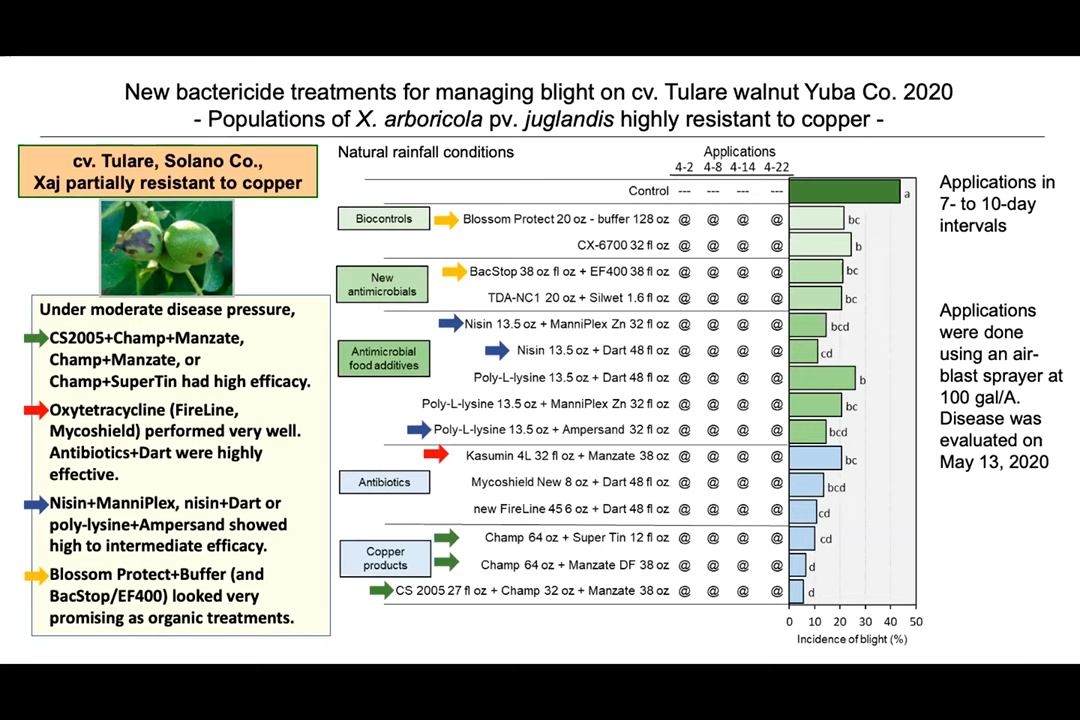 New bactericide treatments for managing blight on cv. Tulare walnut Yuba Co. 2020
- Populations of X. arboricola pv. juglandis highly resistant to copper -
cv. Tulare, Solano Co.,
Xaj partially resistant to copper
Under moderate disease pressure,
CS2005+Champ+Manzate,
Champ+Manzate, or
Champ+SuperTin had high efficacy.
Oxytetracycline (FireLine,
Mycoshield) performed very well.
Antibiotics+Dart were highly
effective.
Nisin+ManniPlex, nisin+Dart or
poly-lysine+Ampersand showed
high to intermediate efficacy.
Blossom Protect+Buffer (and
BacStop/EF400) looked very
promising as organic treatments.
Natural rainfall conditions
Applications
4-2 4-8 4-14 4-22
Control --- --- --- --- a
Biocontrols
Blossom Protect 20 oz - buffer 128 oz @ @ @ @ bc
CX-6700 32 fl oz @ @ @ @ b
New
antimicrobials
BacStop 38 oz fl oz + EF400 38 fl oz @ @ @ @ bc
TDA-NC1 20 oz + Silwet 1.6 fl oz @ @ @ @ bc
Antimicrobial
food additives
Nisin 13.5 oz + ManniPlex Zn 32 fl oz @ @ @ @ bcd
Nisin 13.5 oz + Dart 48 fl oz @ @ @ @ cd
Poly-L-lysine 13.5 oz + Dart 48 fl oz @ @ @ @ b
Poly-L-lysine 13.5 oz + ManniPlex Zn 32 fl oz @ @ @ @ bc
Poly-L-lysine 13.5 oz + Ampersand 32 fl oz @ @ @ @ bcd
Antibiotics
Kasumin 4L 32 fl oz + Manzate 38 oz @ @ @ @ bc
Mycoshield New 8 oz + Dart 48 fl oz @ @ @ @ bcd
new FireLine 45 6 oz + Dart 48 fl oz @ @ @ @ cd
Copper
products
Champ 64 oz + Super Tin 12 fl oz @ @ @ @ cd
Champ 64 oz + Manzate DF 38 oz @ @ @ @ d
CS 2005 27 fl oz + Champ 32 oz + Manzate 38 oz @ @ @ @ d
0 10 20 30 40 50
Incidence of blight (%)
Applications in
7- to 10-day
intervals
Applications
were done
using an air-
blast sprayer at
100 gal/A.
Disease was
evaluated on
May 13, 2020